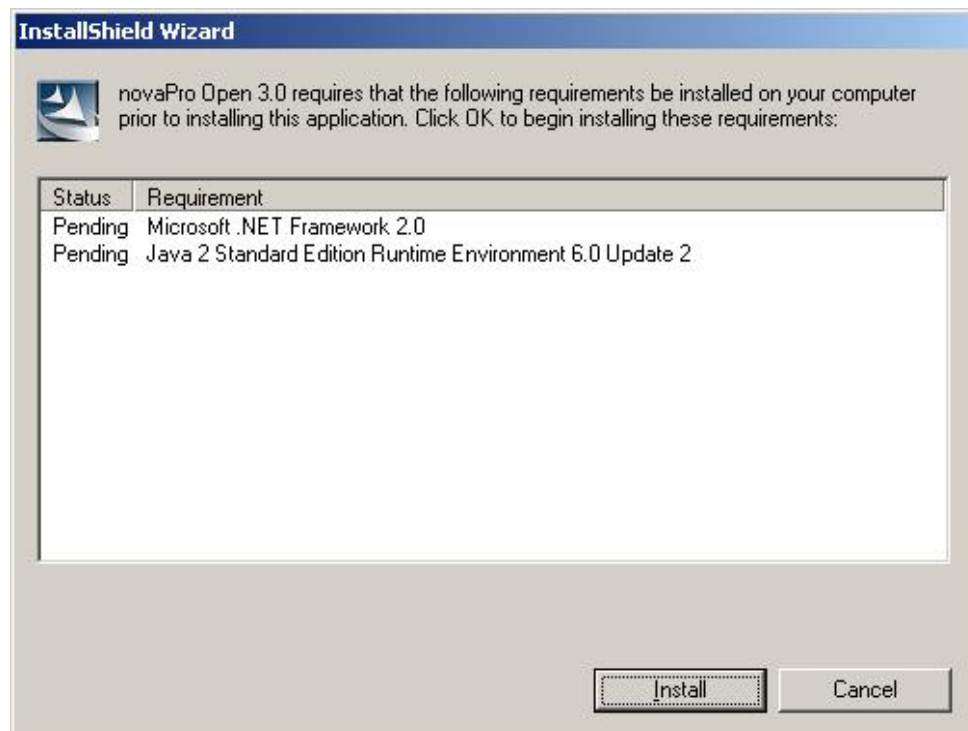 InstallShield Wizard
novaPro Open 3.0 requires that the following requirements be installed on your computer
prior to installing this application. Click OK to begin installing these requirements:
Status Requirement
Pending Microsoft .NET Framework 2.0
Pending Java 2 Standard Edition Runtime Environment 6.0 Update 2
Install Cancel